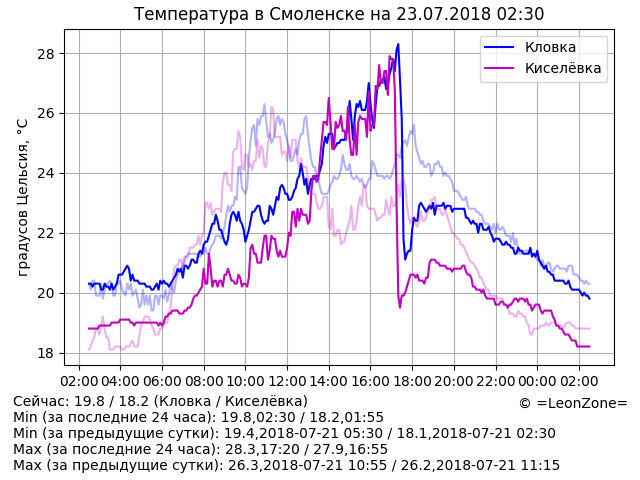 Температура в Смоленске на 23.07.2018 02:30
градусов Цельсия, °C
28
26
24
22
20
18
Кловка
Киселёвка
02:00 04:00 06:00 08:00 10:00 12:00 14:00 16:00 18:00 20:00 22:00 00:00 02:00
Сейчас: 19.8 / 18.2 (Кловка / Киселёвка)
© =LeonZone=
Min (за последние 24 часа): 19.8,02:30 / 18.2,01:55
Min (за предыдущие сутки): 19.4,2018-07-21 05:30 / 18.1,2018-07-21 02:30
Max (за последние 24 часа): 28.3,17:20 / 27.9,16:55
Max (за предыдущие сутки): 26.3,2018-07-21 10:55 / 26.2,2018-07-21 11:15